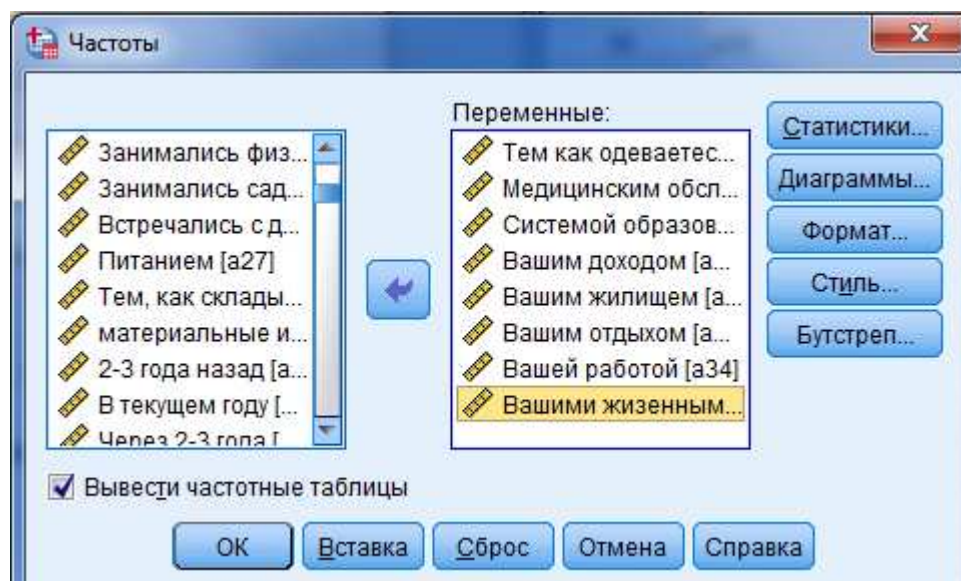 Частоты
Занимались физ...
Занимались сад...
Встречались с д...
Питанием [a27]
Тем, как склады...
материальные и...
2-3 года назад [a...
В текущем году [...
Через 2-3 года [
Переменные:
Тем как одеваетес...
Медицинским обсл...
Системой образов...
Вашим доходом [a...
Вашим жилищем [a...
Вашим отдыхом [a...
Вашей работой [a34]
Вашими жизенным...
Статистики...
Диаграммы...
Формат...
Стиль...
Бутстреп...
Вывести частотные таблицы
ОК
Вставка
Сброс
Отмена
Справка